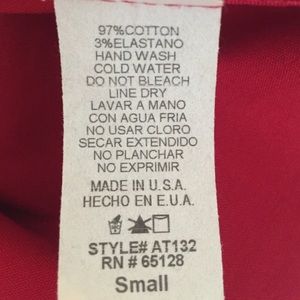 97%COTTON
3%ELASTANO
HAND WASH
COLD WATER
DO NOT BLEACH
LINE DRY
LAVAR A MANO
CON AGUA FRIA
NO USAR CLORO
SECAR EXTENDIDO
NO PLANCHAR
NO EXPRIMIR
MADE IN U.S.A.
HECHO EN E.U.A.
STYLE# AT132
RN # 65128
Small